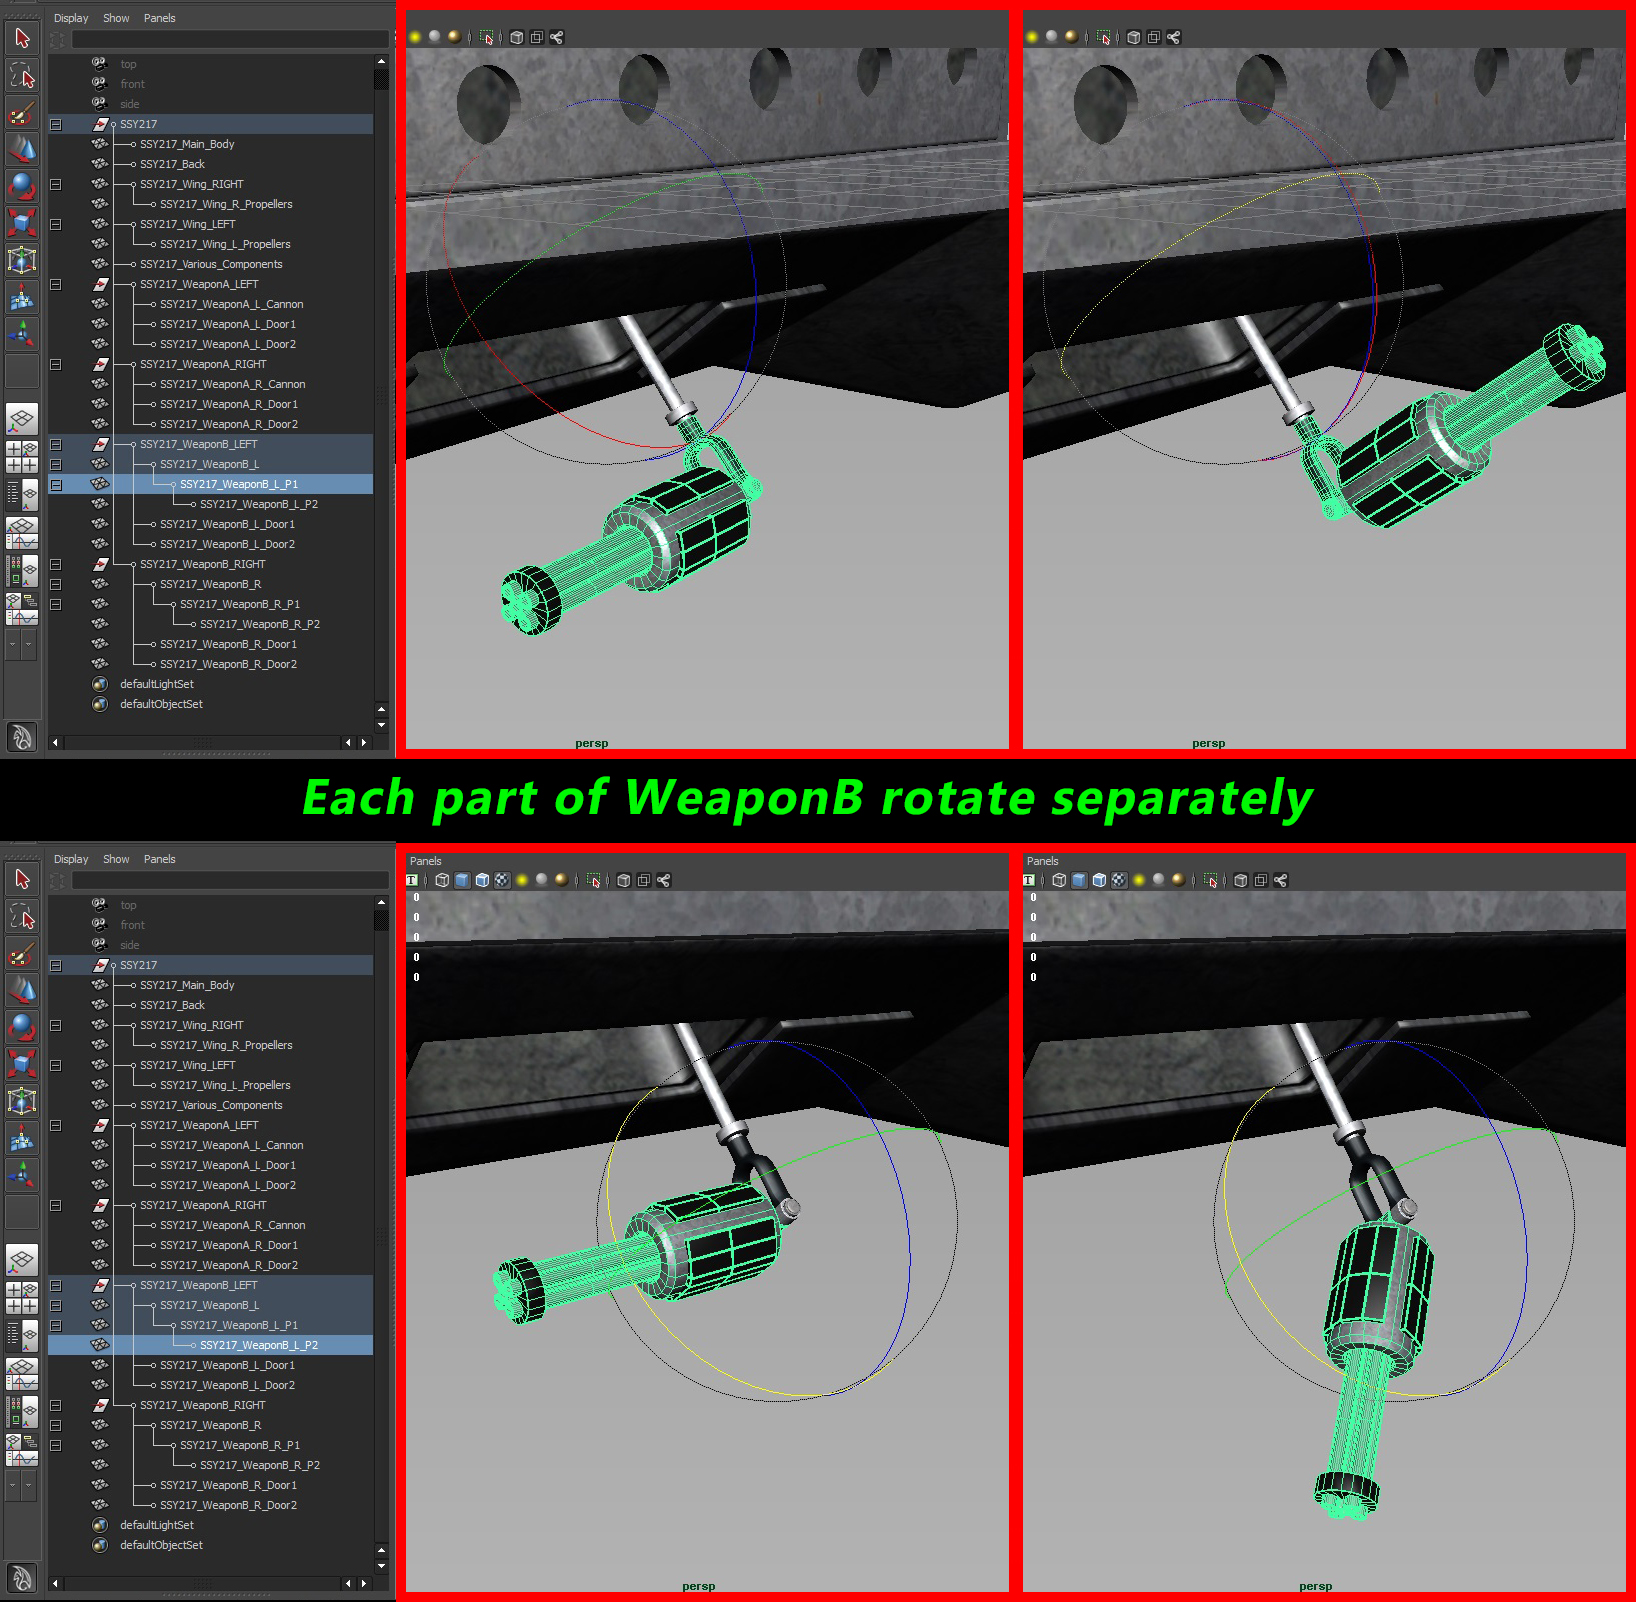 Display Show Panels
top
front
side
SSY217
SSY217_Main_Body
SSY217_Back
SSY217_Wing_RIGHT
SSY217_Wing_R_Propellers
SSY217_Wing_LEFT
SSY217_Wing_L_Propellers
SSY217_Various_Components
SSY217_WeaponA_LEFT
SSY217_WeaponA_L_Cannon
SSY217_WeaponA_L_Door1
SSY217_WeaponA_L_Door2
SSY217_WeaponA_RIGHT
SSY217_WeaponA_R_Cannon
SSY217_WeaponA_R_Door1
SSY217_WeaponA_R_Door2
SSY217_WeaponB_LEFT
SSY217_WeaponB_L
SSY217_WeaponB_L_P1
SSY217_WeaponB_L_P2
SSY217_WeaponB_L_Door1
SSY217_WeaponB_L_Door2
SSY217_WeaponB_RIGHT
SSY217_WeaponB_R
SSY217_WeaponB_R_P1
SSY217_WeaponB_R_P2
SSY217_WeaponB_R_Door1
SSY217_WeaponB_R_Door2
defaultLightSet
defaultObjectSet
persp
persp
Each part of WeaponB rotate separately
Display Show Panels
top
front
side
SSY217
SSY217_Main_Body
SSY217_Back
SSY217_Wing_RIGHT
SSY217_Wing_R_Propellers
SSY217_Wing_LEFT
SSY217_Wing_L_Propellers
SSY217_Various_Components
SSY217_WeaponA_LEFT
SSY217_WeaponA_L_Cannon
SSY217_WeaponA_L_Door1
SSY217_WeaponA_L_Door2
SSY217_WeaponA_RIGHT
SSY217_WeaponA_R_Cannon
SSY217_WeaponA_R_Door1
SSY217_WeaponA_R_Door2
SSY217_WeaponB_LEFT
SSY217_WeaponB_L
SSY217_WeaponB_L_P1
SSY217_WeaponB_L_P2
SSY217_WeaponB_L_Door1
SSY217_WeaponB_L_Door2
SSY217_WeaponB_RIGHT
SSY217_WeaponB_R
SSY217_WeaponB_R_P1
SSY217_WeaponB_R_P2
SSY217_WeaponB_R_Door1
SSY217_WeaponB_R_Door2
defaultLightSet
defaultObjectSet
Panels
T
0
0
0
0
0
persp
Panels
T
0
0
0
0
0
persp